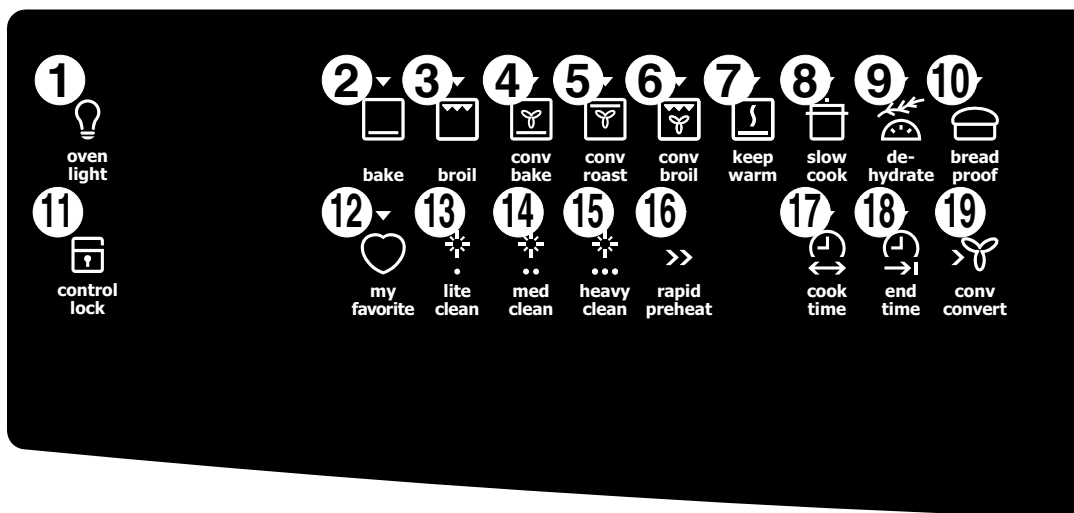 1 2 3 4 5 6 7 8 9 10
oven light
bake
broil
conv bake
conv roast
conv broil
keep warm
slow cook
de-hydrate
bread proof
11 12 13 14 15 16 17 18 19
control lock
my favorite
lite clean
med clean
heavy clean
rapid preheat
cook time
end time
conv convert